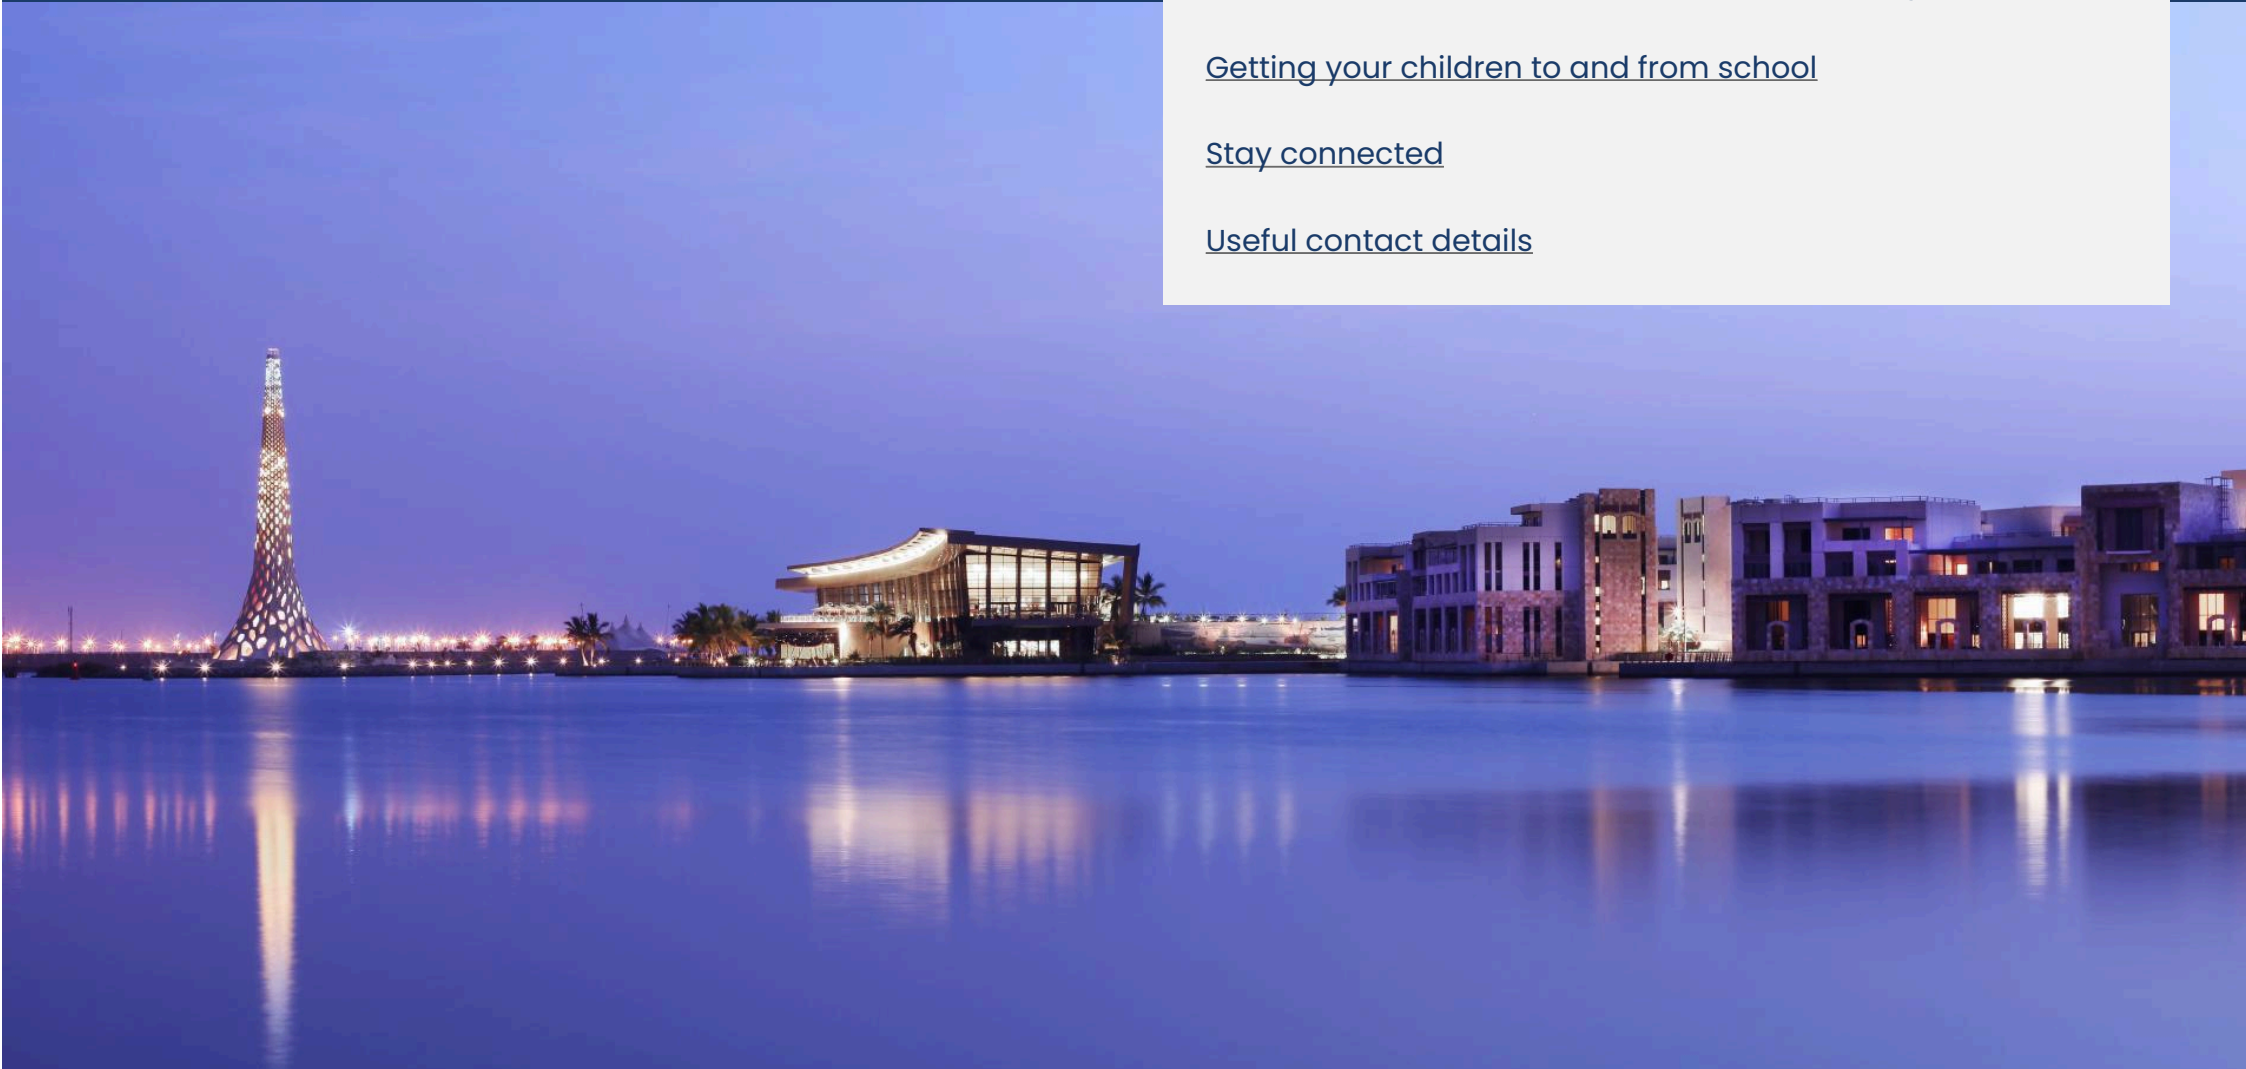 Getting your children to and from school
Stay connected
Useful contact details